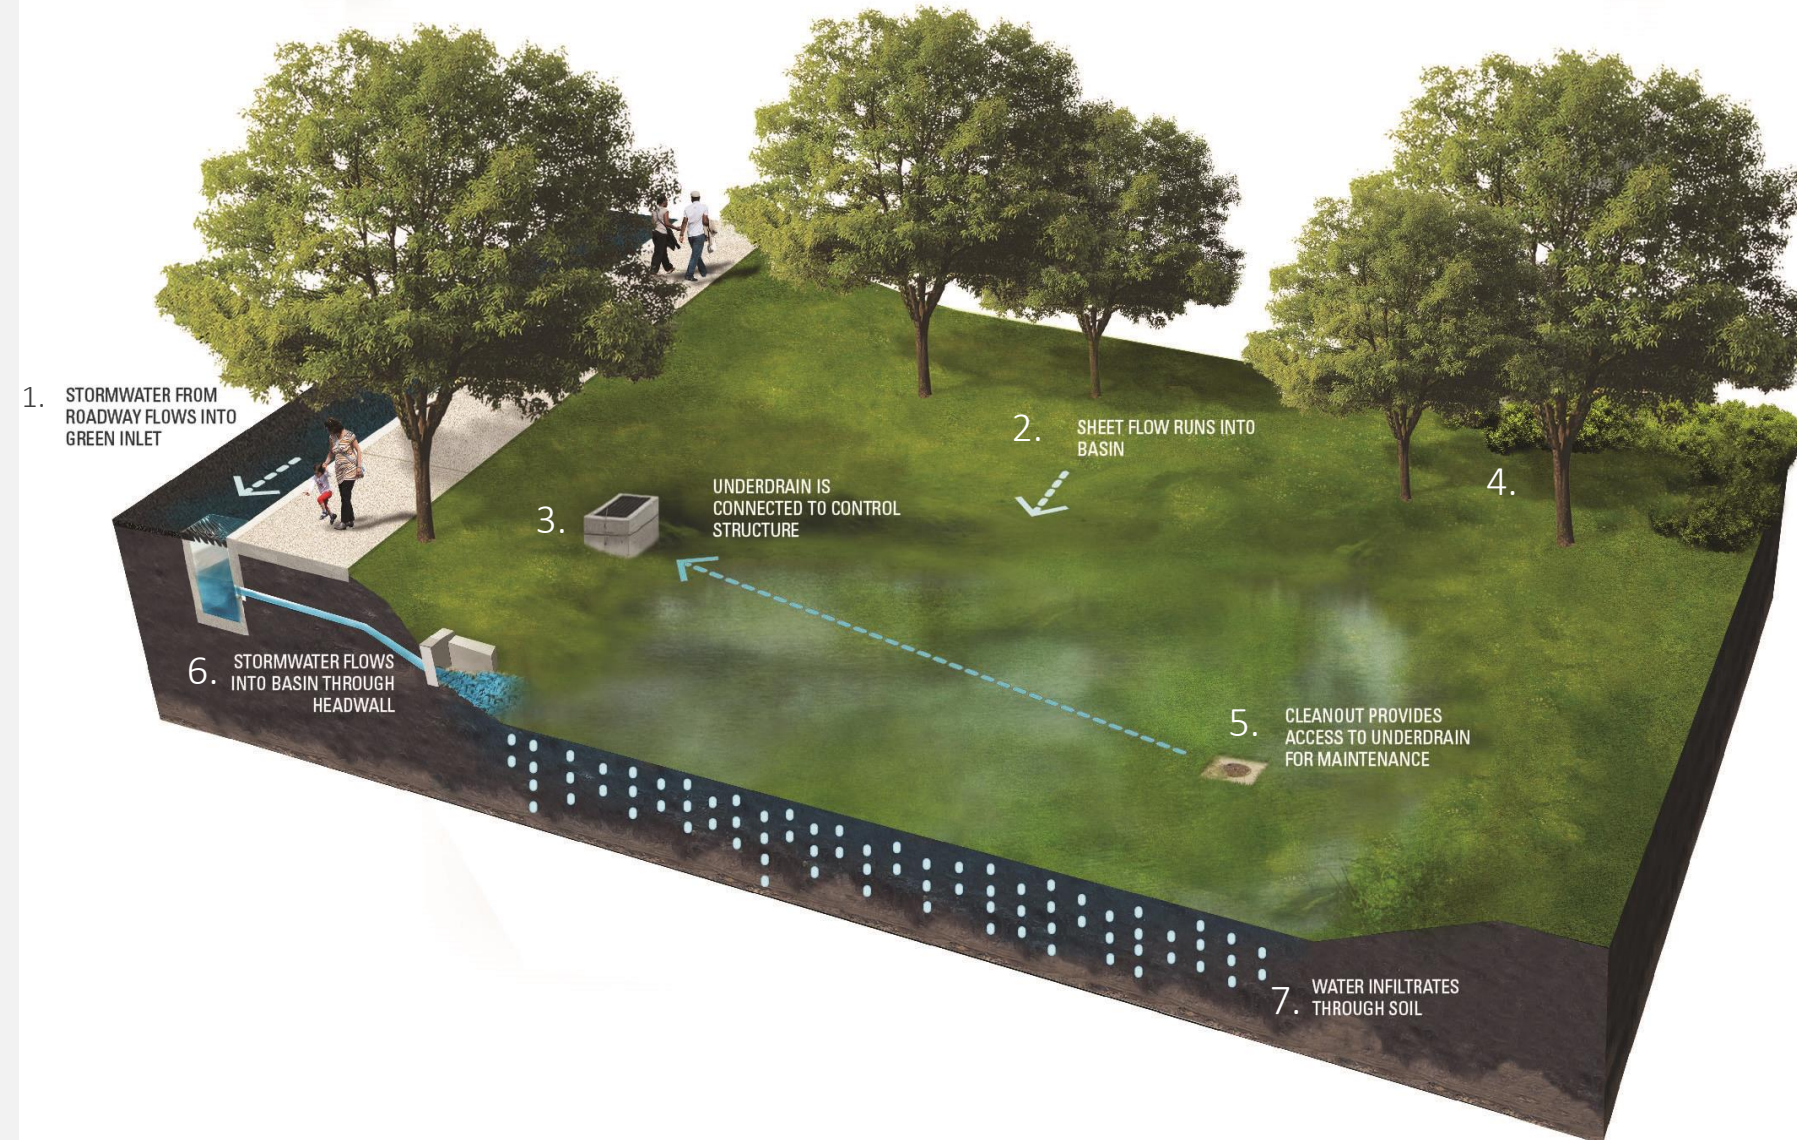 1. STORMWATER FROM
ROADWAY FLOWS INTO
GREEN INLET
2. SHEET FLOW RUNS INTO
BASIN
3. UNDERDRAIN IS
CONNECTED TO CONTROL
STRUCTURE
4.
5. CLEANOUT PROVIDES
ACCESS TO UNDERDRAIN
FOR MAINTENANCE
6. STORMWATER FLOWS
INTO BASIN THROUGH
HEADWALL
7. WATER INFILTRATES
THROUGH SOIL